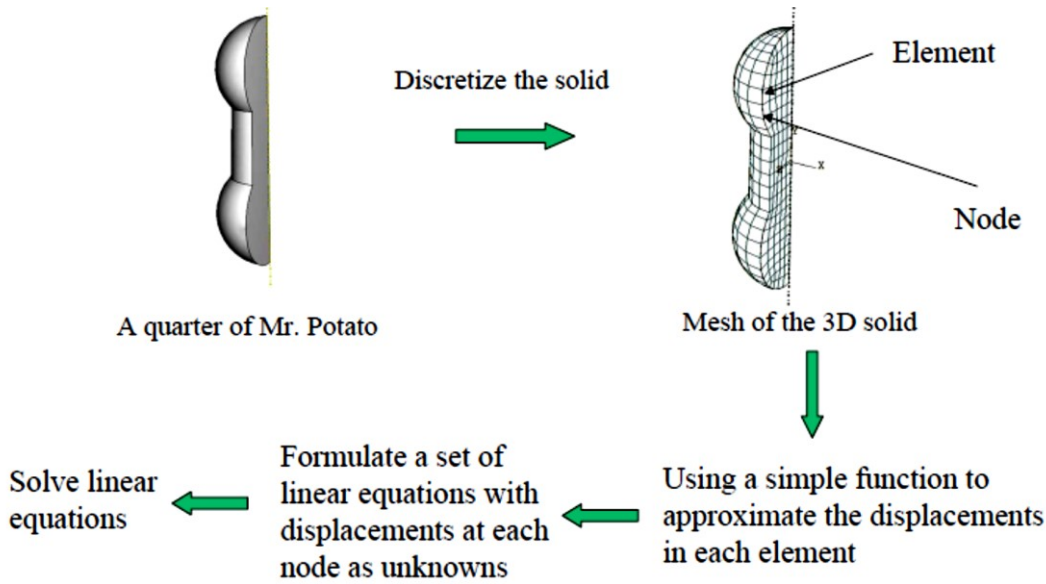 Discretize the solid
Element
Node
x
A quarter of Mr. Potato
Mesh of the 3D solid
Using a simple function to
approximate the displacements
in each element
Formulate a set of
linear equations with
displacements at each
node as unknowns
Solve linear
equations